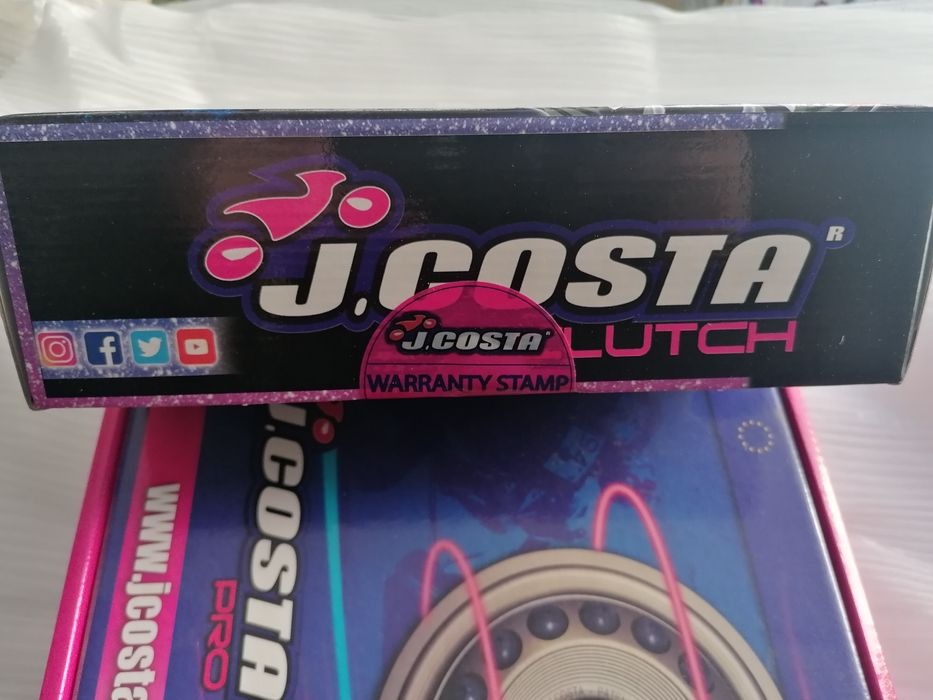 J.COSTA R
LUTCH
J.COSTA
WARRANTY STAMP
www.jcosta
J.COSTA
PRO